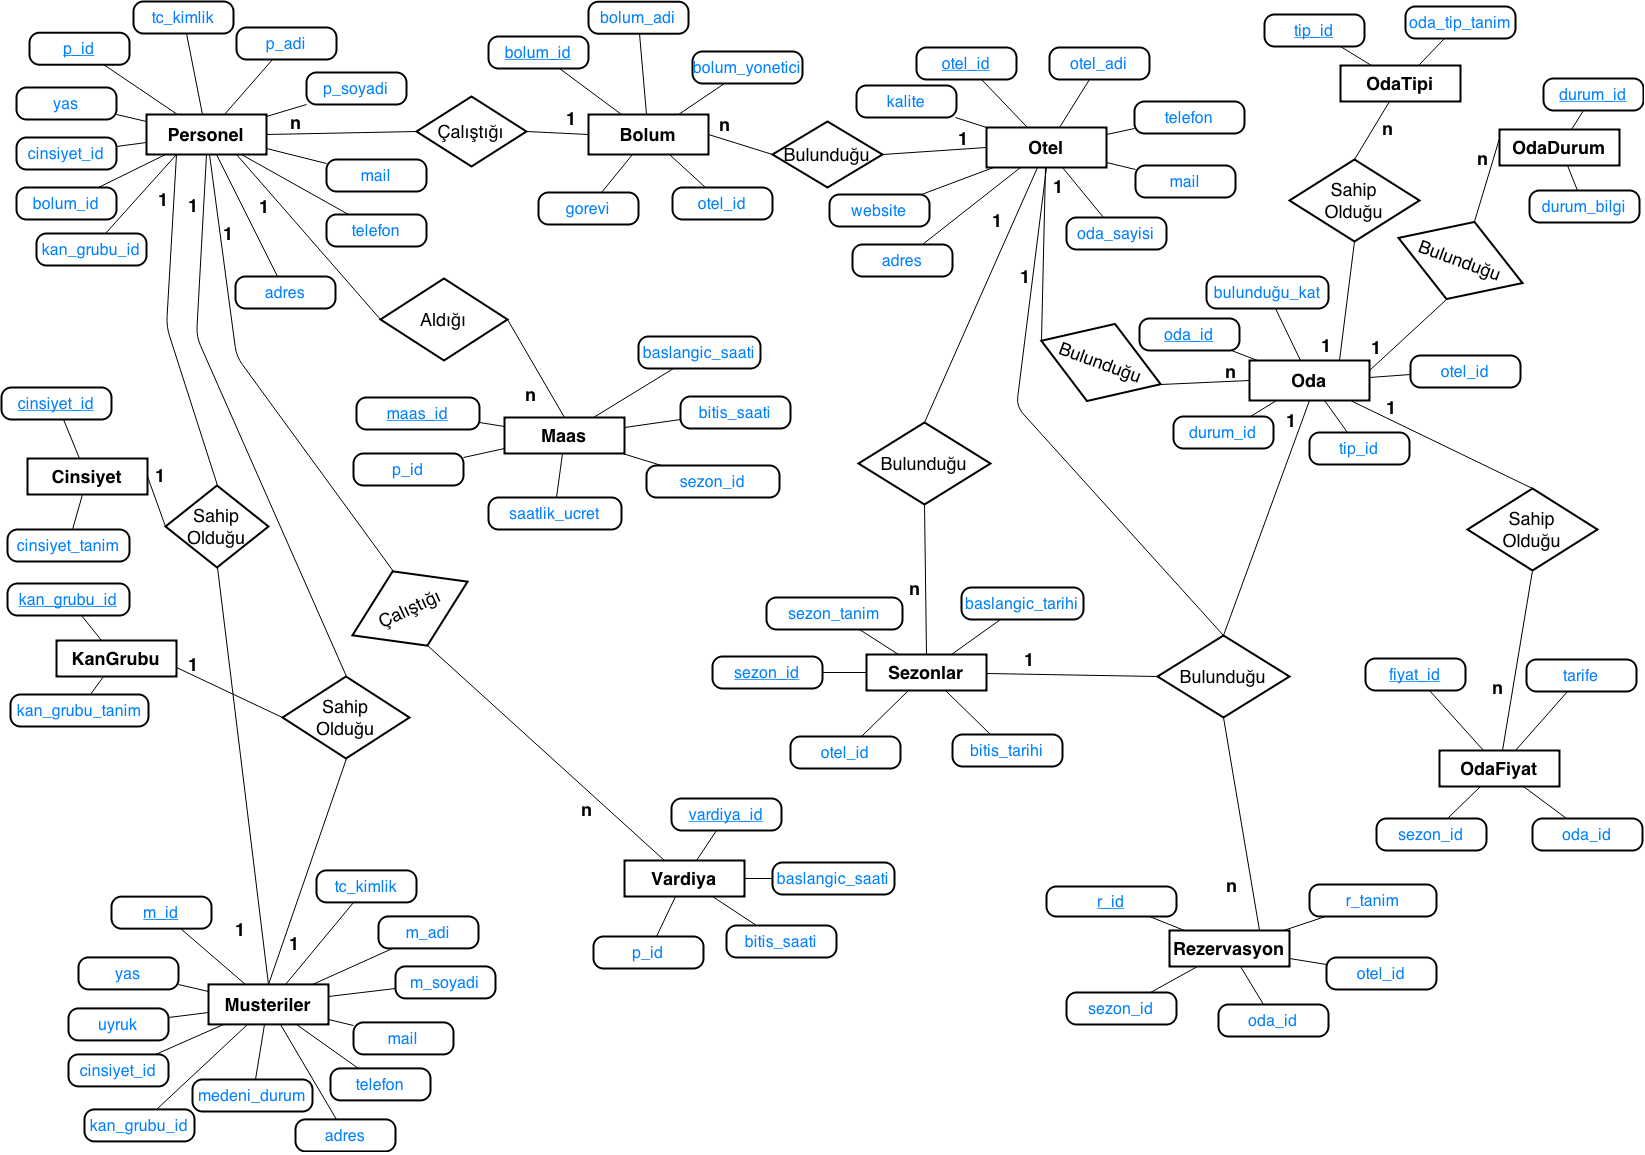 tc_kimlik
p_id
p_adi
yas
p_soyadi
Personel
cinsiyet_id
mail
bolum_id
telefon
kan_grubu_id
adres
n
Çalıştığı
1
bolum_adi
bolum_id
bolum_yonetici
Bolum
gorevi
otel_id
n
Bulunduğu
1
otel_id
otel_adi
kalite
telefon
Otel
mail
website
oda_sayisi
adres
tip_id
oda_tip_tanim
OdaTipi
n
Sahip
Olduğu
durum_id
OdaDurum
durum_bilgi
n
Bulunduğu
1
1
1
1
1
1
1
1
Aldığı
n
baslangic_saati
maas_id
bitis_saati
Maas
p_id
sezon_id
saatlik_ucret
bulunduğu_kat
oda_id
Oda
otel_id
durum_id
tip_id
Bulunduğu
n
1
1
1
1
cinsiyet_id
Cinsiyet
cinsiyet_tanim
1
Sahip
Olduğu
kan_grubu_id
KanGrubu
kan_grubu_tanim
1
Sahip
Olduğu
Çalıştığı
n
Bulunduğu
n
sezon_tanim
baslangic_tarihi
sezon_id
Sezonlar
otel_id
bitis_tarihi
1
Bulunduğu
n
Sahip
Olduğu
n
fiyat_id
tarife
OdaFiyat
sezon_id
oda_id
vardiya_id
Vardiya
baslangic_saati
p_id
bitis_saati
r_id
r_tanim
Rezervasyon
otel_id
sezon_id
oda_id
1
1
tc_kimlik
m_id
m_adi
yas
m_soyadi
Musteriler
uyruk
mail
cinsiyet_id
telefon
medeni_durum
kan_grubu_id
adres